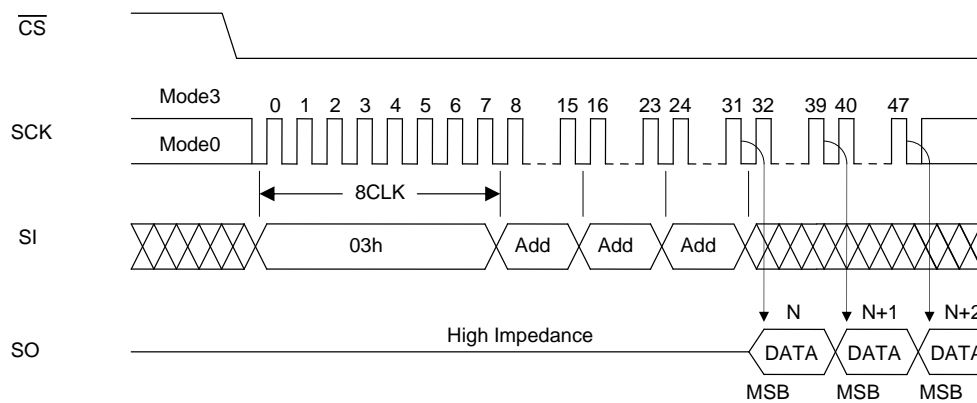 CS
Mode3
0 1 2 3 4 5 6 7 8 15 16 23 24 31 32 39 40 47
SCK
Mode0
8CLK
SI
03h Add Add Add
N N+1 N+2
High Impedance
SO
DATA DATA DATA
MSB MSB MSB